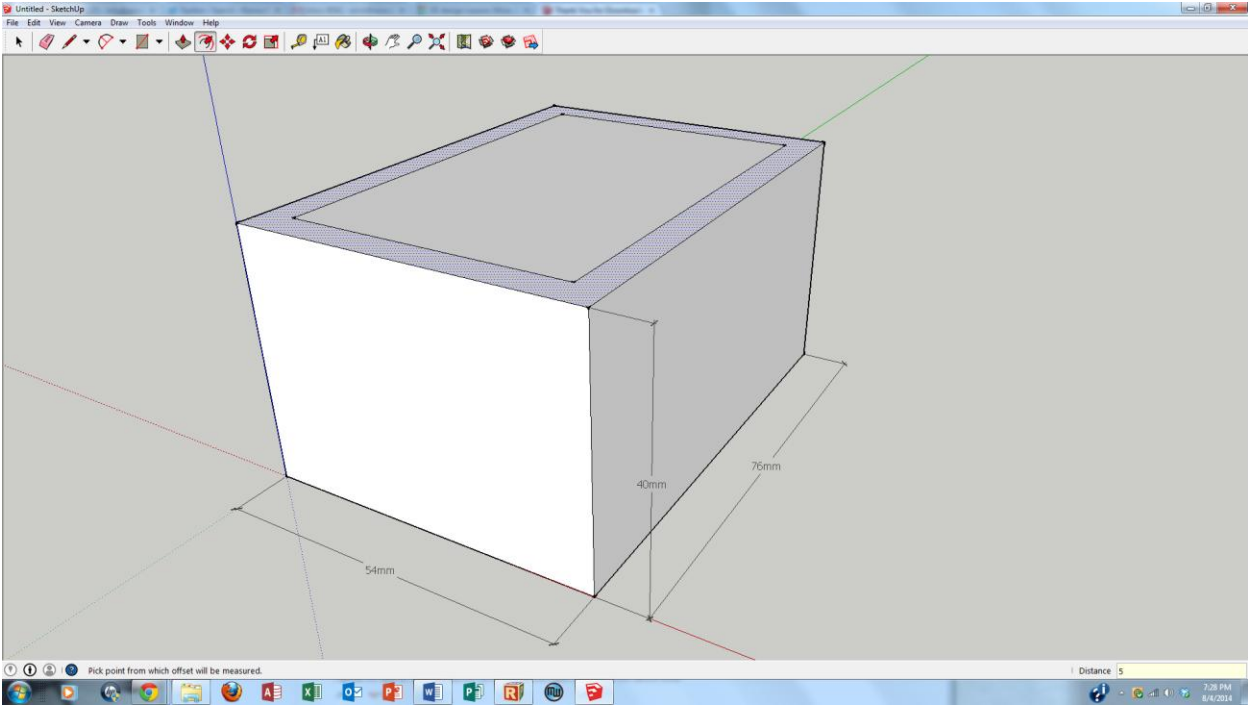 Untitled - SketchUp
File Edit View Camera Draw Tools Window Help
A1
40mm
76mm
54mm
Pick point from which offset will be measured.
Distance 5
7:28 PM
8/4/2014